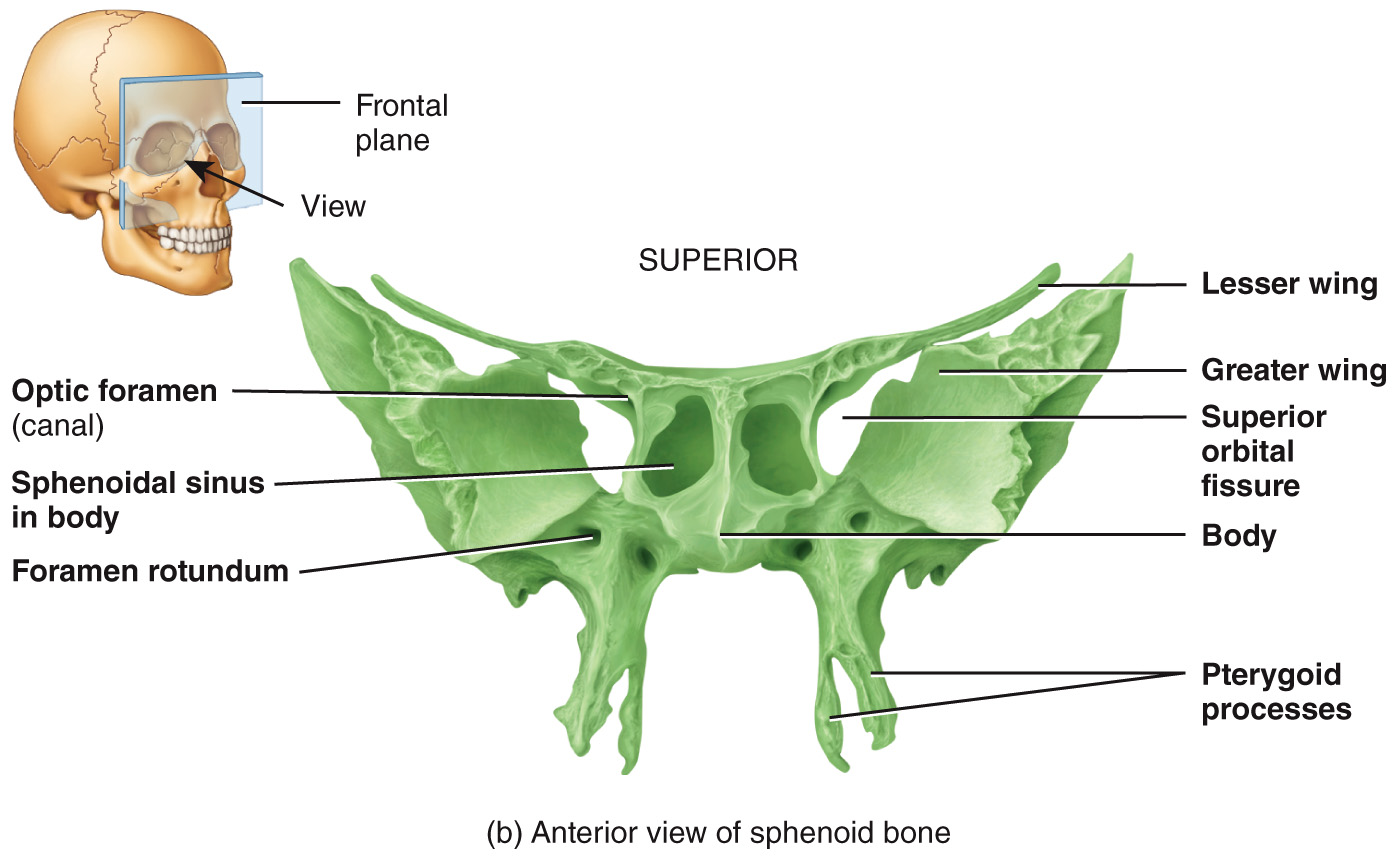 Frontal
plane
View
SUPERIOR
Lesser wing
Greater wing
Superior
orbital
fissure
Body
Pterygoid
processes
Optic foramen
(canal)
Sphenoidal sinus
in body
Foramen rotundum
(b) Anterior view of sphenoid bone